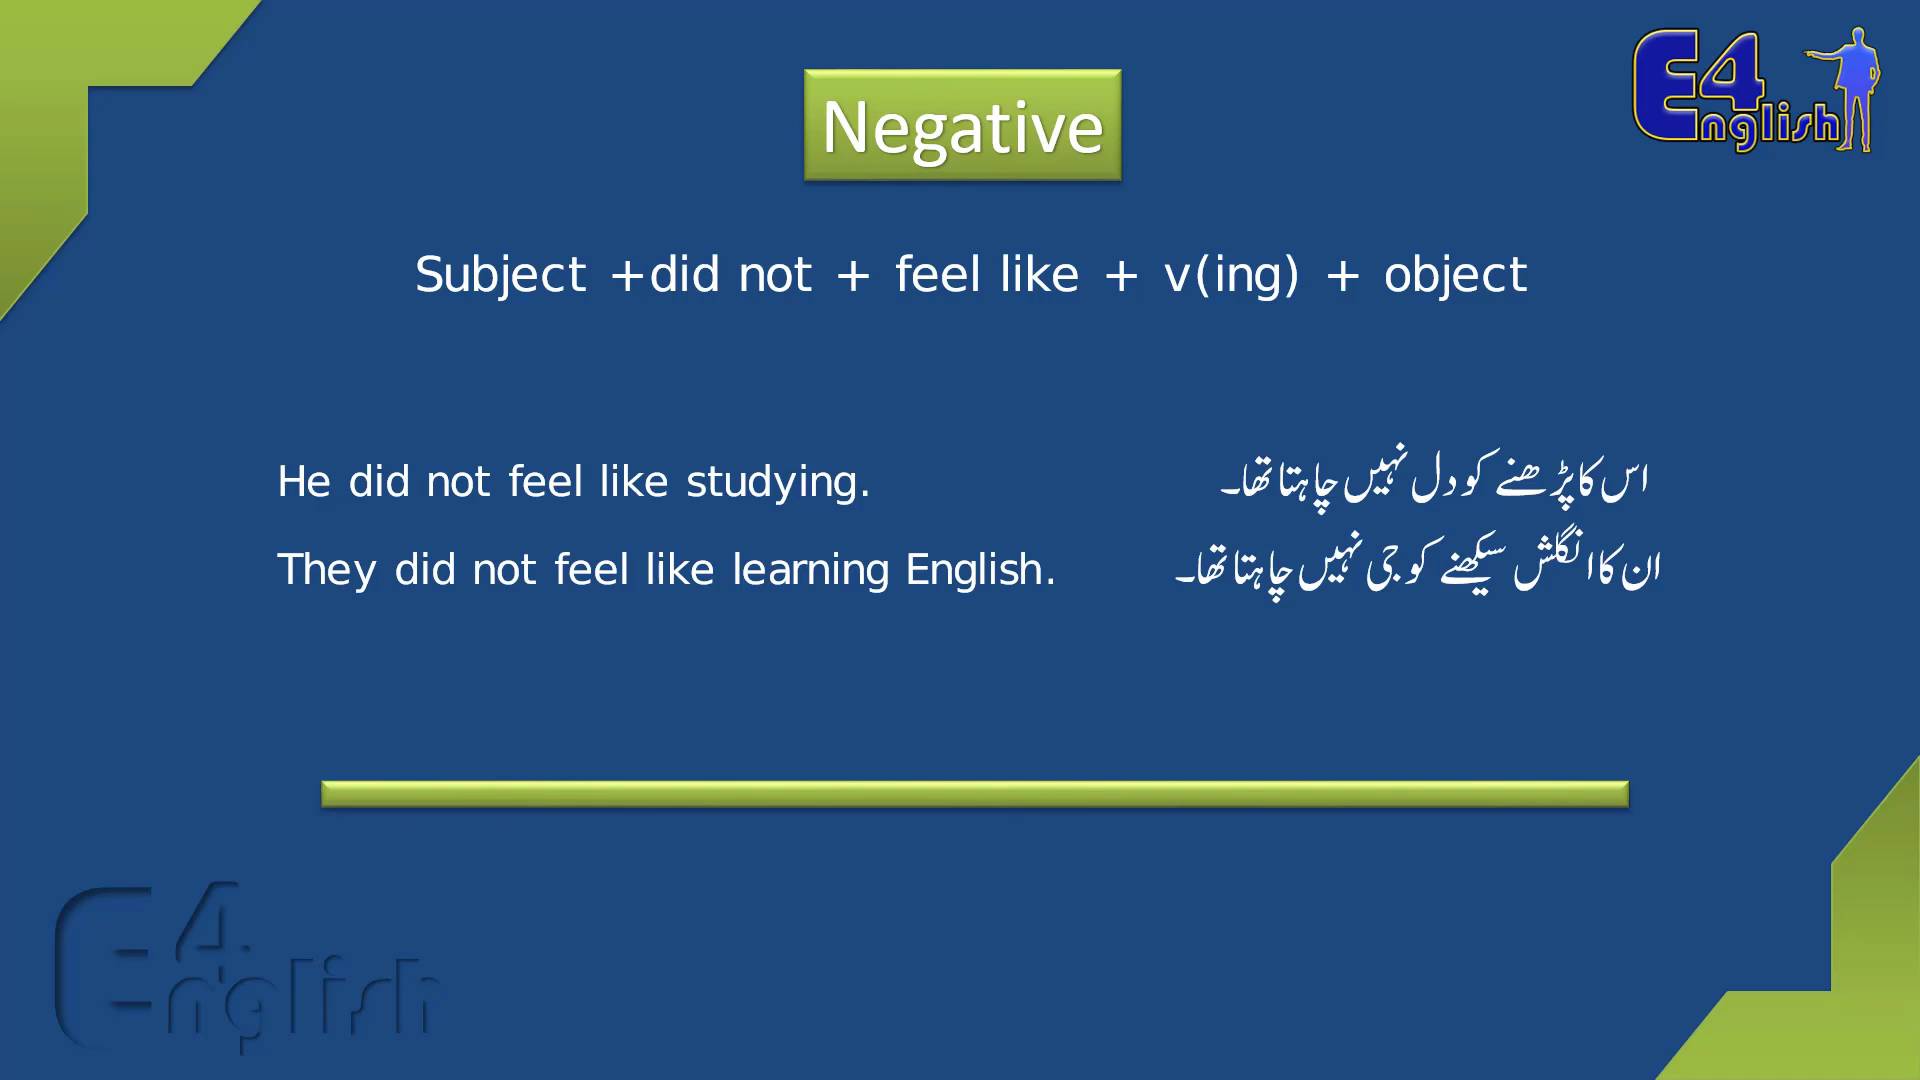 E4nglish
Negative
Subject +did not + feel like + v(ing) + object
He did not feel like studying. اس کا پڑھنے کو دل نہیں چاہتا تھا۔
They did not feel like learning English. ان کا انگلش سیکھنے کو جی نہیں چاہتا تھا۔
E4nglish